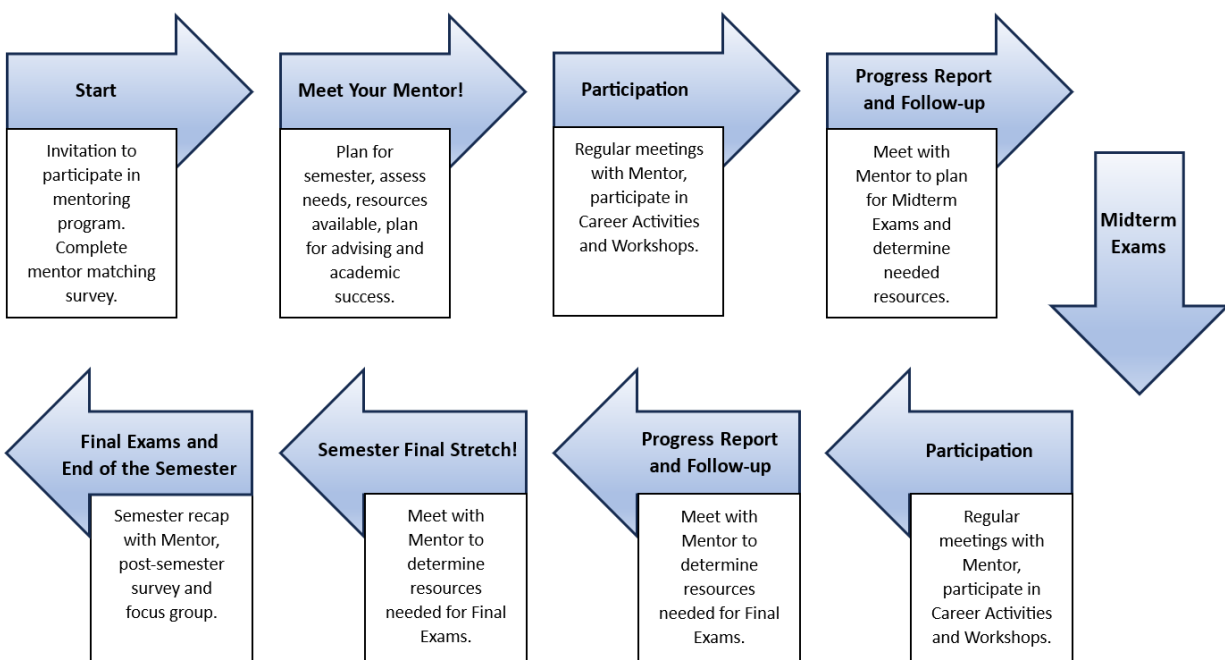 Start
Invitation to
participate in
mentoring
program.
Complete
mentor matching
survey.
Meet Your Mentor!
Plan for
semester, assess
needs, resources
available, plan
for advising and
academic
success.
Participation
Regular meetings
with Mentor,
participate in
Career Activities
and Workshops.
Progress Report
and Follow-up
Meet with
Mentor to plan
for Midterm
Exams and
determine
needed
resources.
Midterm
Exams
Participation
Regular
meetings with
Mentor,
participate in
Career Activities
and Workshops.
Progress Report
and Follow-up
Meet with
Mentor to
determine
resources
needed for Final
Exams.
Semester Final Stretch!
Meet with
Mentor to
determine
resources
needed for Final
Exams.
Final Exams and
End of the Semester
Semester recap
with Mentor,
post-semester
survey and
focus group.